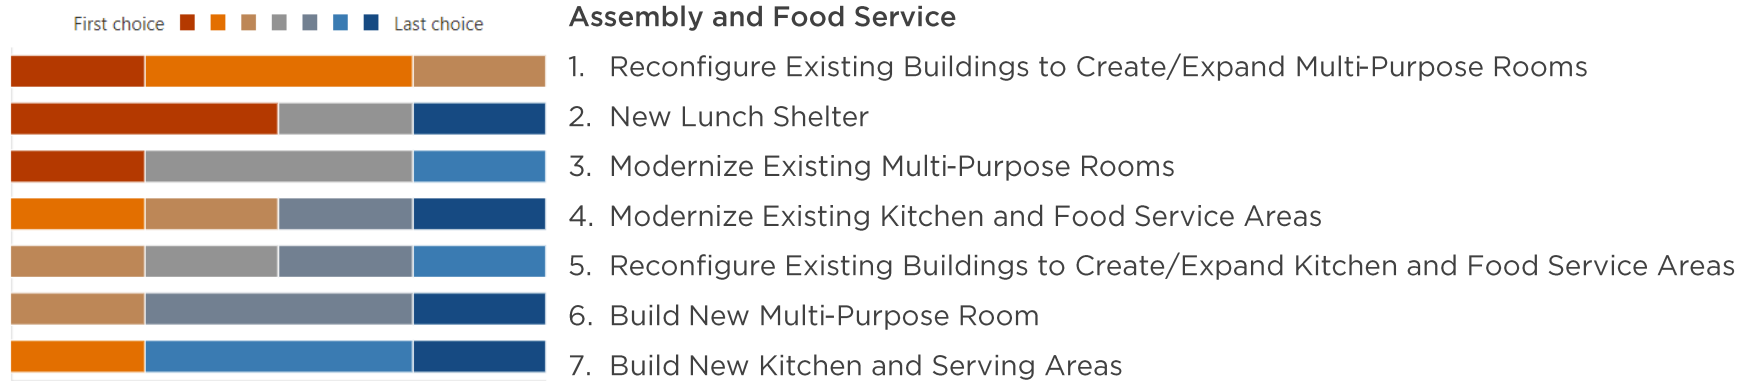 First choice Last choice
Assembly and Food Service
1. Reconfigure Existing Buildings to Create/Expand Multi-Purpose Rooms
2. New Lunch Shelter
3. Modernize Existing Multi-Purpose Rooms
4. Modernize Existing Kitchen and Food Service Areas
5. Reconfigure Existing Buildings to Create/Expand Kitchen and Food Service Areas
6. Build New Multi-Purpose Room
7. Build New Kitchen and Serving Areas